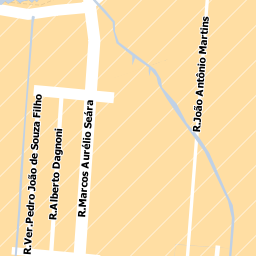 R.Ver.Pedro João de Souza Filho
R.Alberto Dagnoni
R.Marcos Aurélio Seára
R.João Antônio Martins